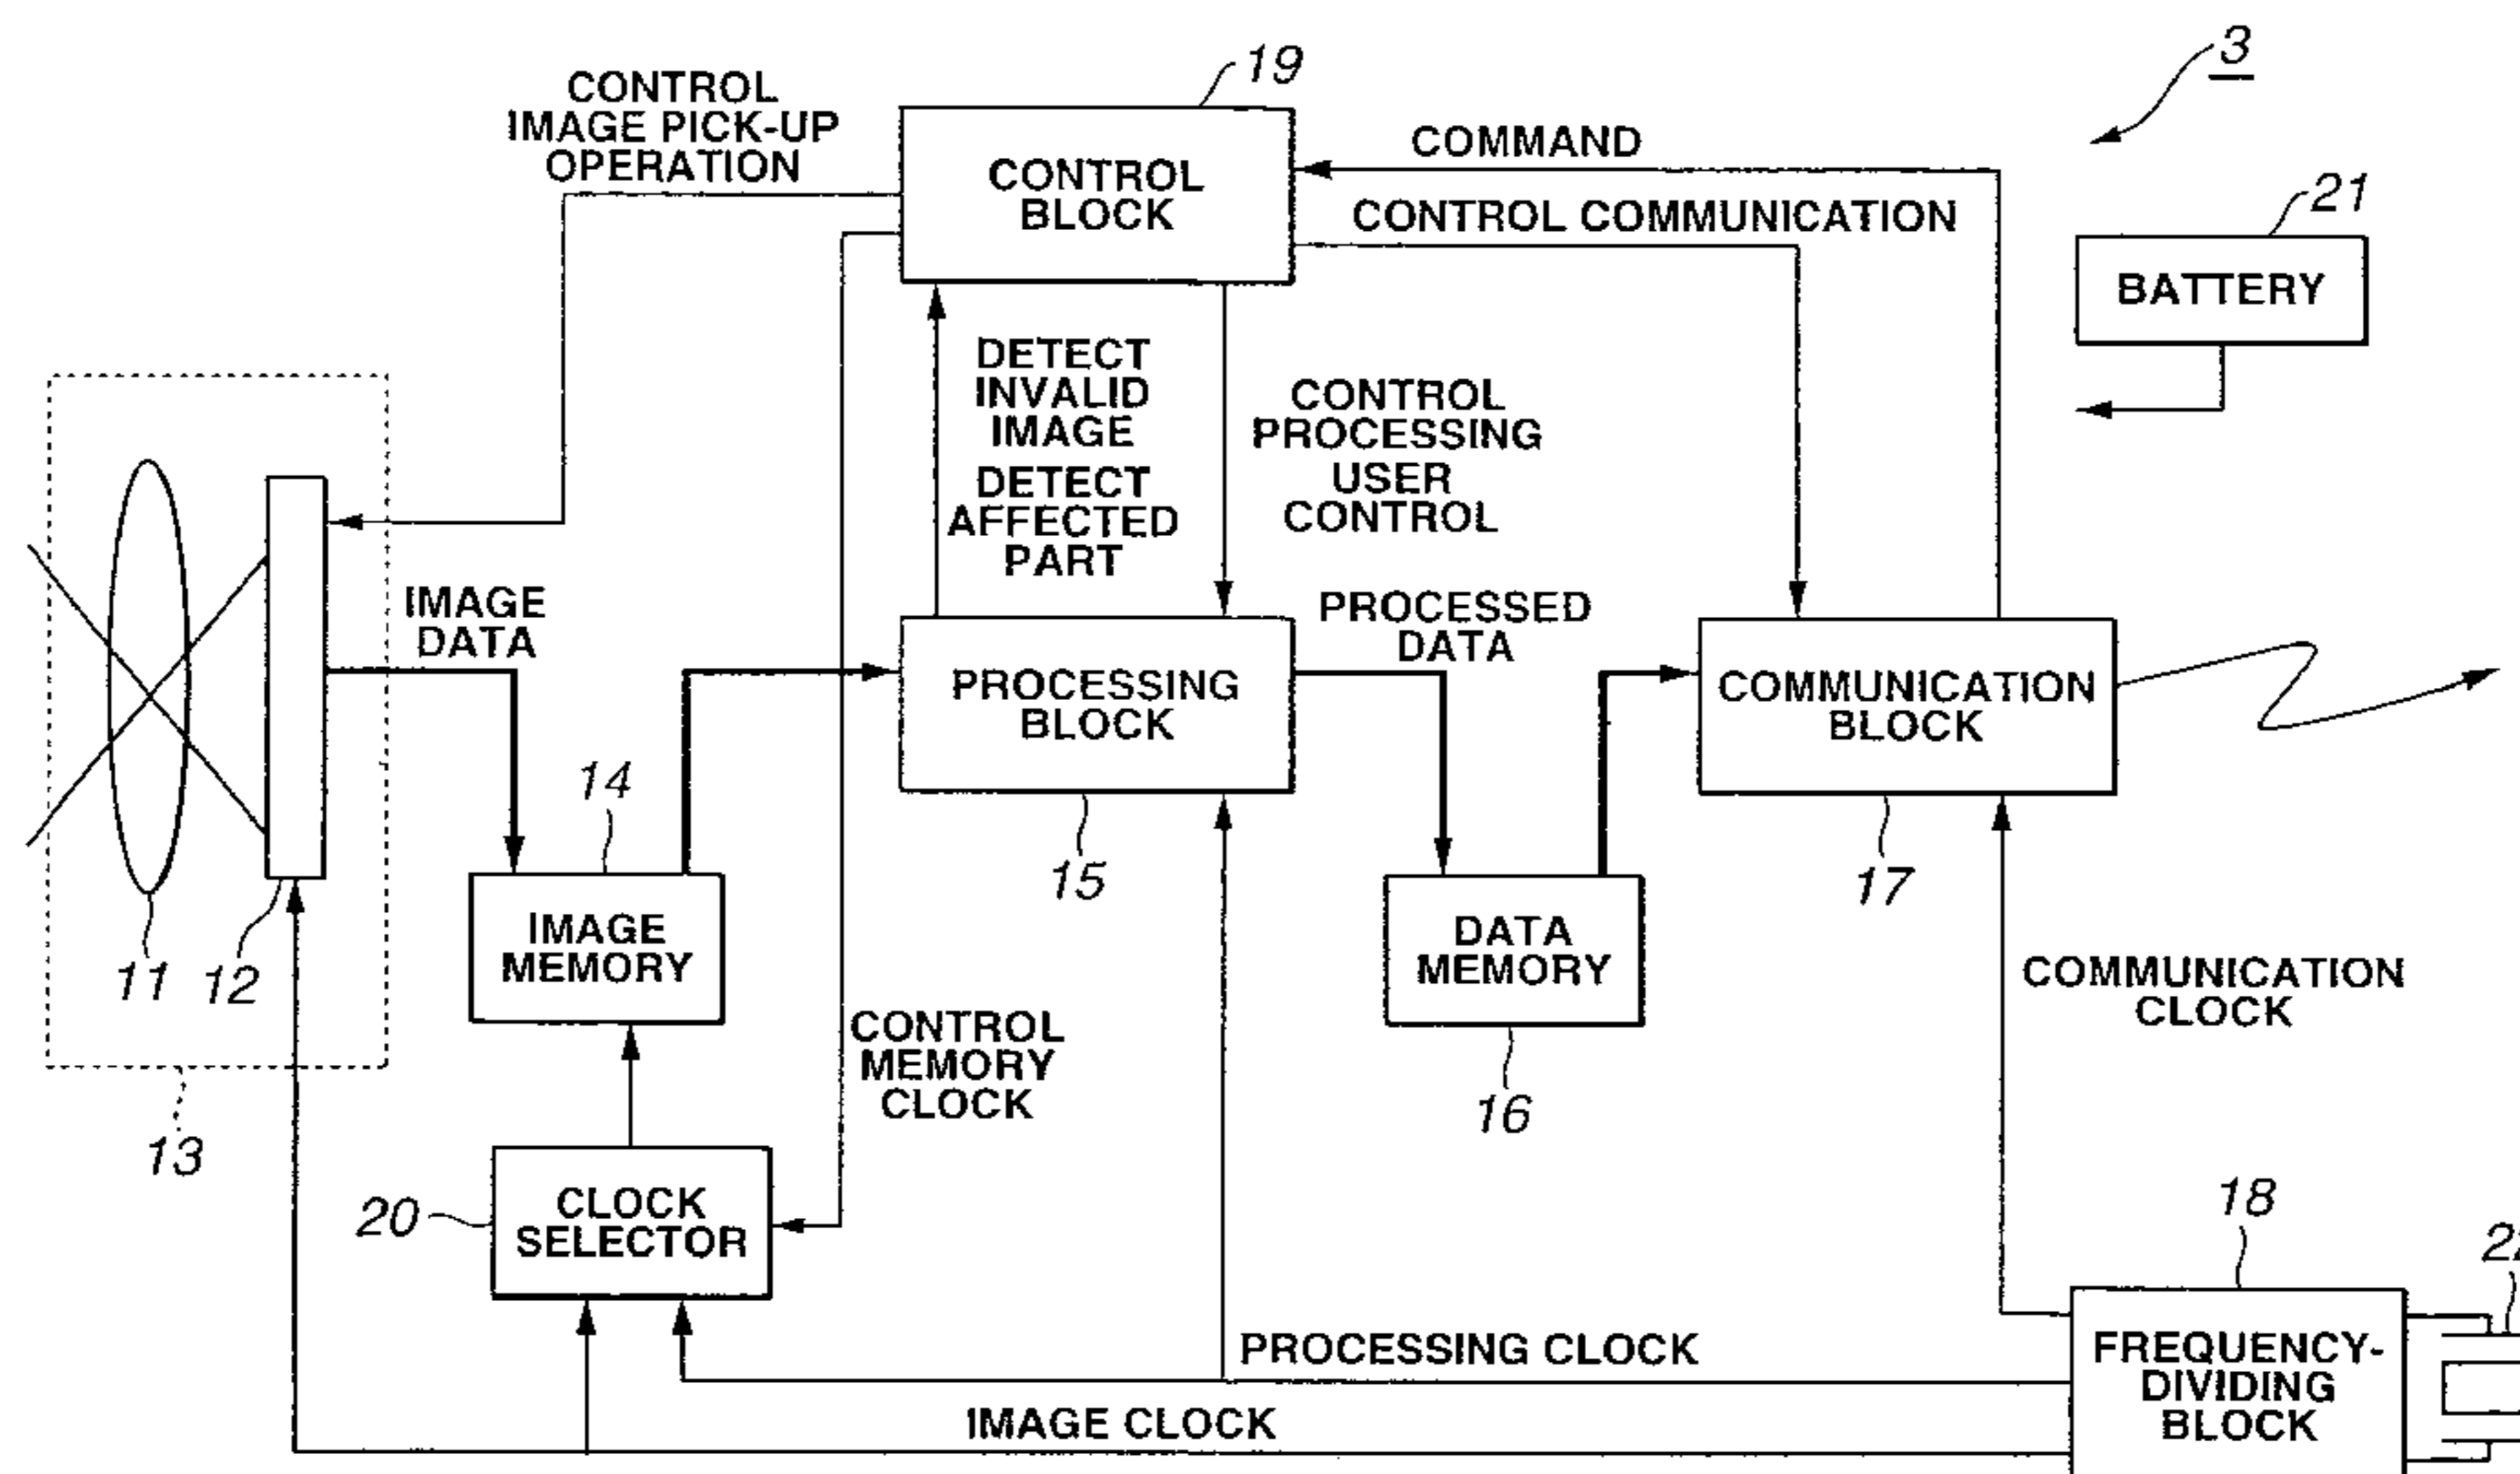 3
19
CONTROL
IMAGE PICK-UP
OPERATION
CONTROL
BLOCK
COMMAND
CONTROL COMMUNICATION
21
BATTERY
DETECT
INVALID
IMAGE
DETECT
AFFECTED
PART
CONTROL
PROCESSING
USER
CONTROL
IMAGE
DATA
PROCESSED
DATA
PROCESSING
BLOCK
COMMUNICATION
BLOCK
14
15
17
11
12
IMAGE
MEMORY
DATA
MEMORY
COMMUNICATION
CLOCK
CONTROL
MEMORY
CLOCK
16
13
20
CLOCK
SELECTOR
18
PROCESSING CLOCK
IMAGE CLOCK
FREQUENCY-
DIVIDING
BLOCK